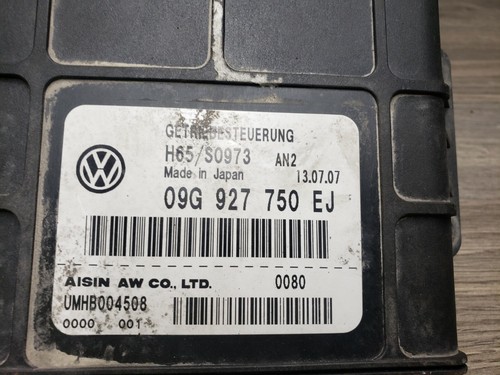 GETRIEBESTEUERUNG
H65/S0973 AN2
Made in Japan 13.07.07
09G 927 750 EJ
AISIN AW CO., LTD. 0080
UMHB004508
0000 001